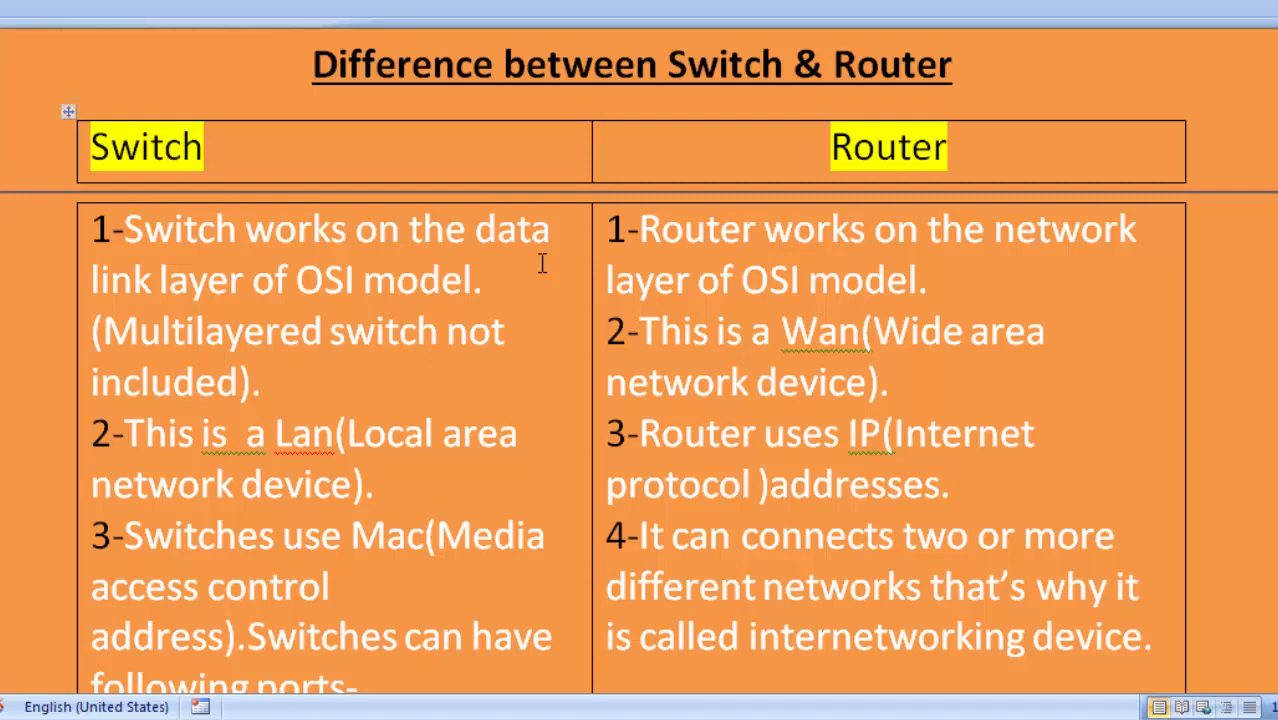 Difference between Switch & Router
Switch
Router
1-Switch works on the data
link layer of OSI model.
(Multilayered switch not
included).
2-This is  a Lan(Local area
network device).
3-Switches use Mac(Media
access control
address).Switches can have
following ports-
1-Router works on the network
layer of OSI model.
2-This is a Wan(Wide area
network device).
3-Router uses IP(Internet
protocol )addresses.
4-It can connects two or more
different networks that’s why it
is called internetworking device.
English (United States)
1